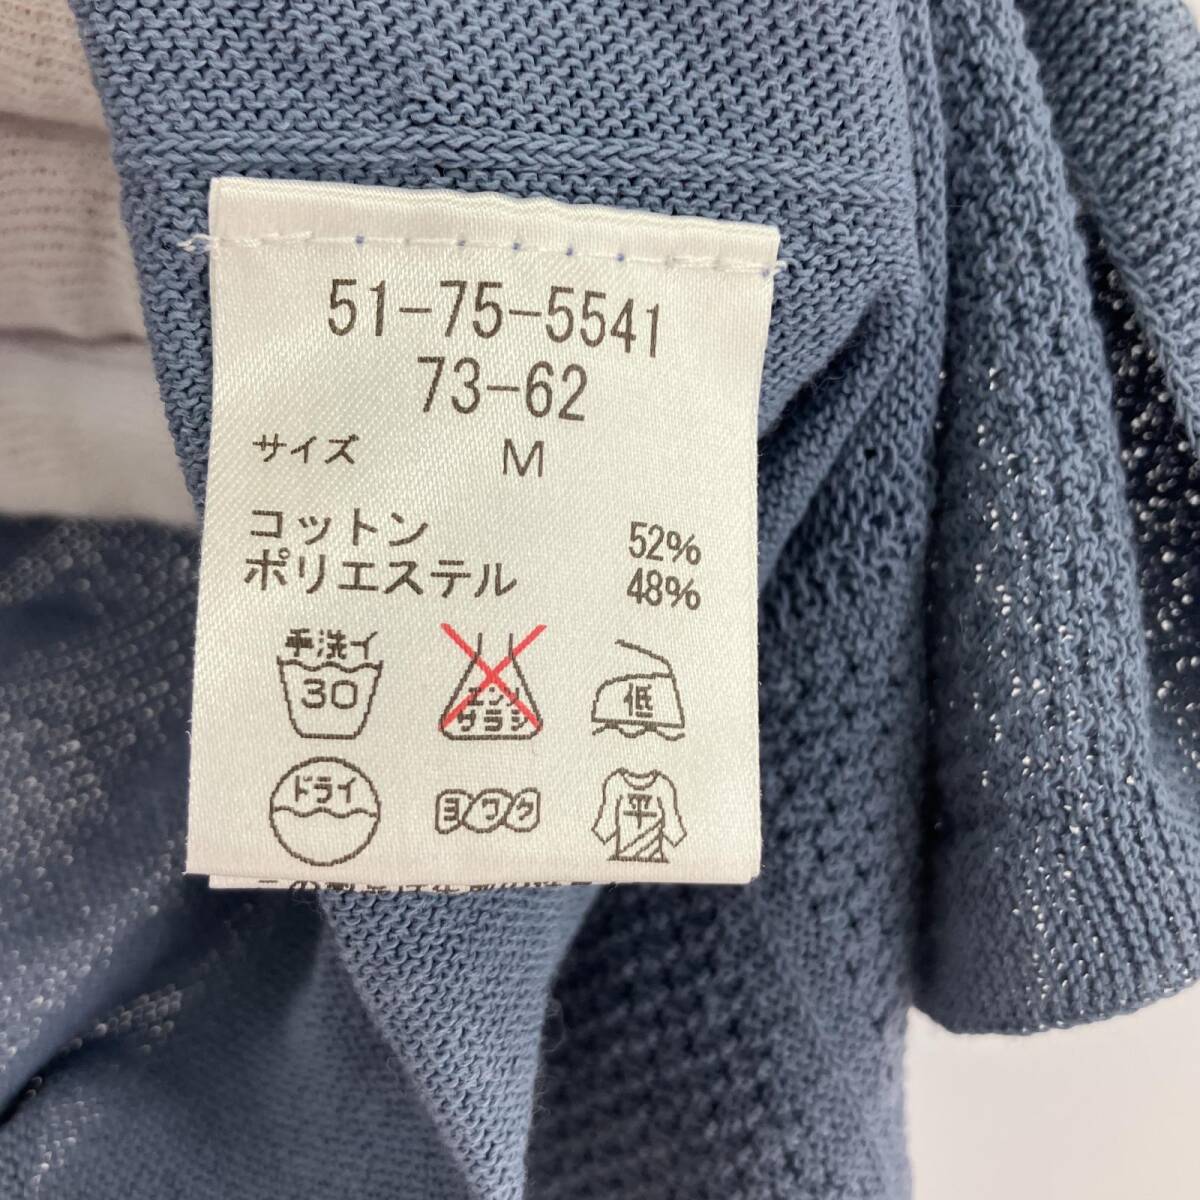 51-75-5541
73-62
サイズ M
コットン 52%
ポリエステル 48%
手洗イ
30
エンソ
サラシ
低
ドライ
ヨワク
平